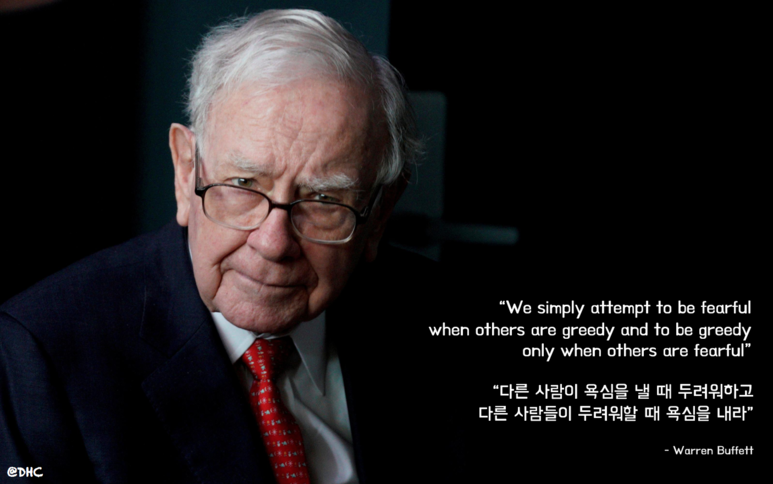 “We simply attempt to be fearful
when others are greedy and to be greedy
only when others are fearful”
“다른 사람이 욕심을 낼 때 두려워하고
다른 사람들이 두려워할 때 욕심을 내라”
- Warren Buffett
@DHC